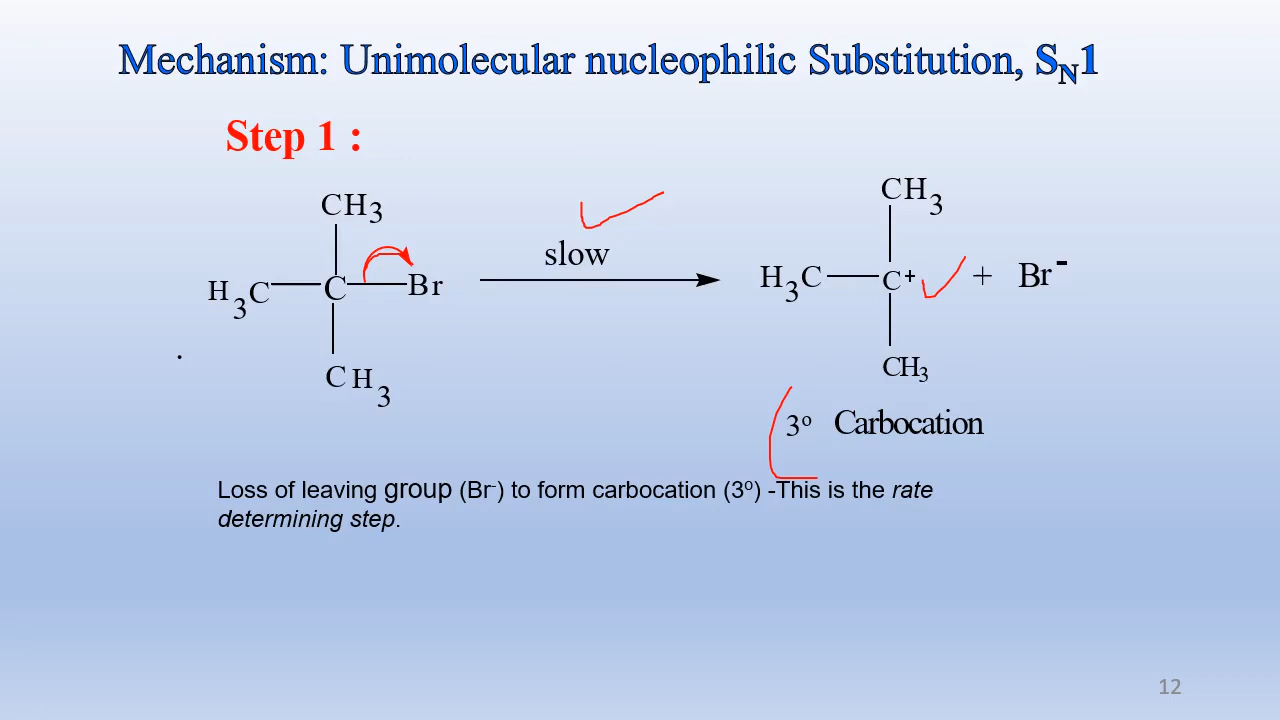 Mechanism: Unimolecular nucleophilic Substitution, SN1
Step 1 :
CH3
H3C C Br
CH3
slow
CH3
H3C C+ + Br-
CH3
3o Carbocation
.
Loss of leaving group (Br-) to form carbocation (3o) -This is the rate
determining step.
12